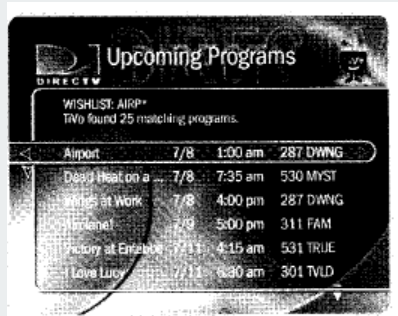 Upcoming Programs
DIRECTV
WISHLIST: AIRP*
TiVo found 25 matching programs.
Airport 7/8 1:00 am 287 DWNG
Dead Heat on a ... 7/8 7:35 am 530 MYST
Wings at Work 7/8 4:00 pm 287 DWNG
Airplane! 7/9 5:00 pm 311 FAM
Victory at Entebbe 7/11 4:15 am 531 TRUE
I Love Lucy 7/11 6:30 am 301 TVLD